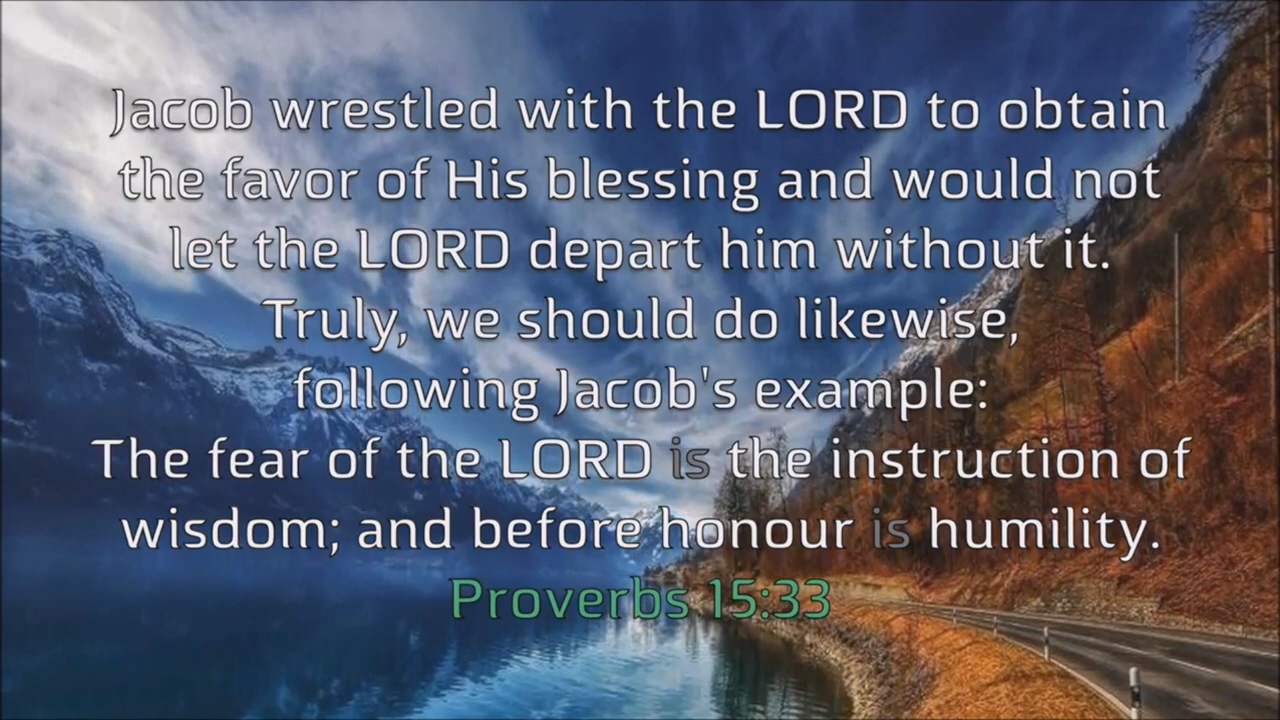 Jacob wrestled with the LORD to obtain
the favor of His blessing and would not
let the LORD depart him without it.
Truly, we should do likewise,
following Jacob's example:
The fear of the LORD is the instruction of
wisdom; and before honour is humility.
Proverbs 15:33